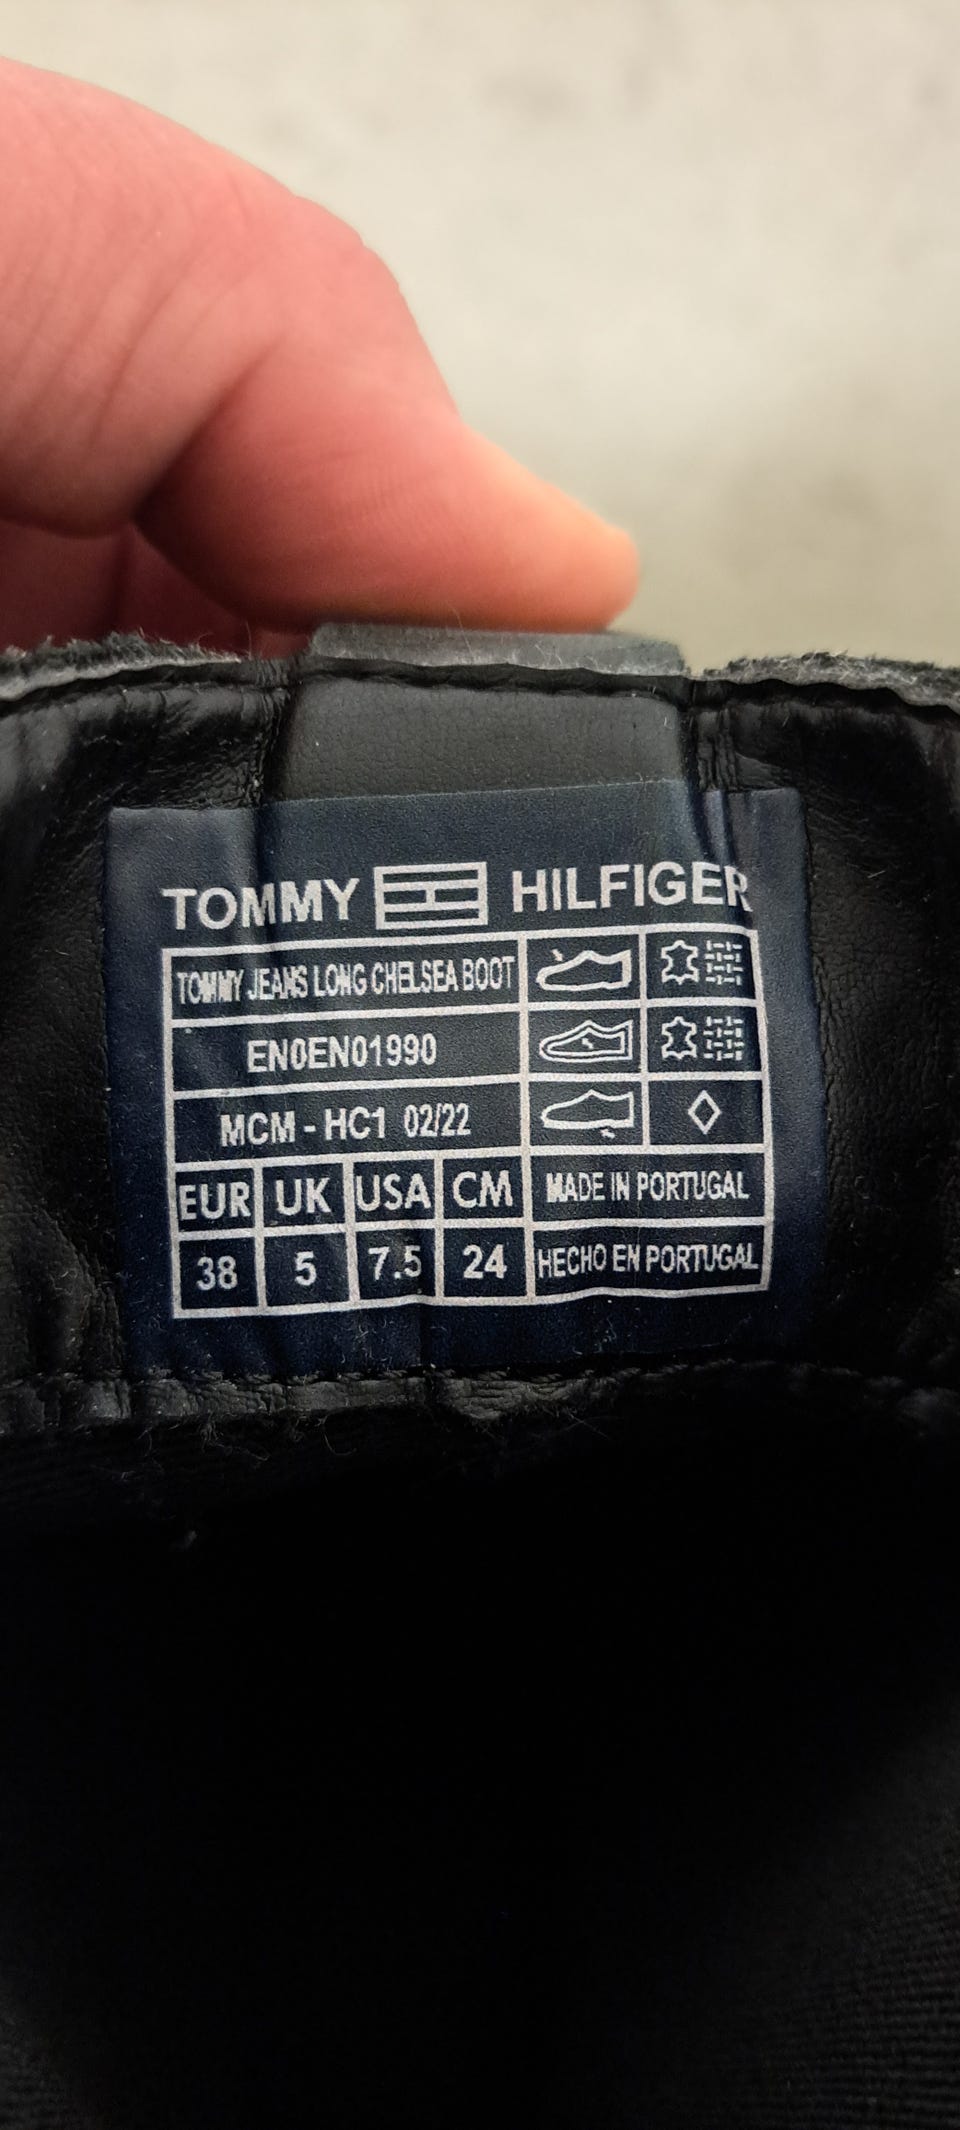 TOMMY HILFIGER
TOMMY JEANS LONG CHELSEA BOOT
EN0EN01990
MCM - HC1 02/22
EUR UK USA CM MADE IN PORTUGAL
38 5 7.5 24 HECHO EN PORTUGAL